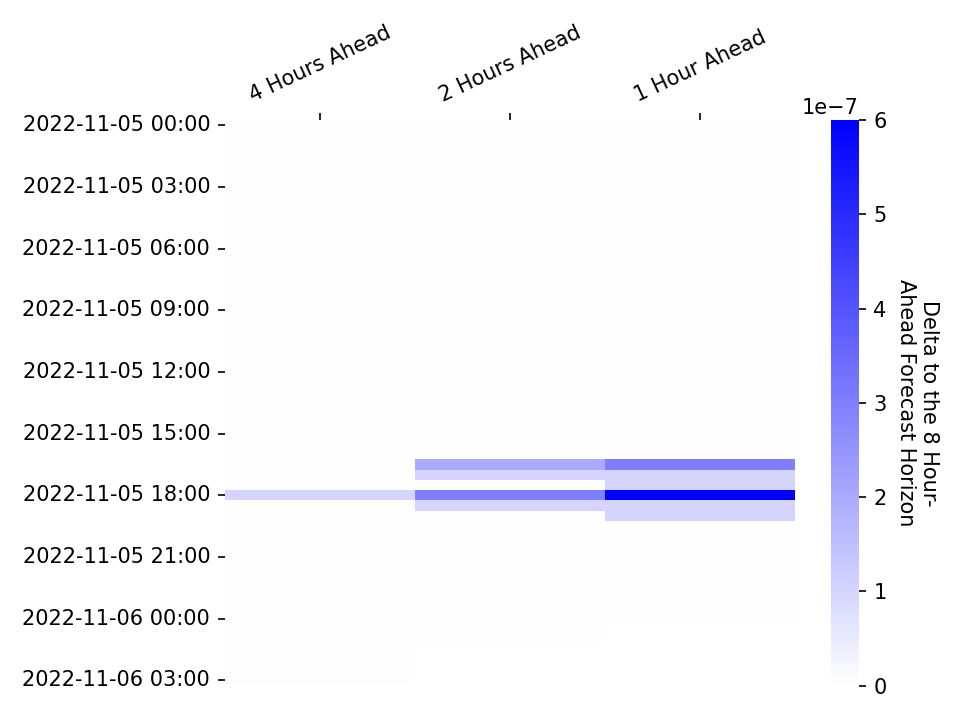 4 Hours Ahead
2 Hours Ahead
1 Hour Ahead
2022-11-05 00:00
2022-11-05 03:00
2022-11-05 06:00
2022-11-05 09:00
2022-11-05 12:00
2022-11-05 15:00
2022-11-05 18:00
2022-11-05 21:00
2022-11-06 00:00
2022-11-06 03:00
1e−7
6
5
4
3
2
1
0
Delta to the 8 Hour-
Ahead Forecast Horizon